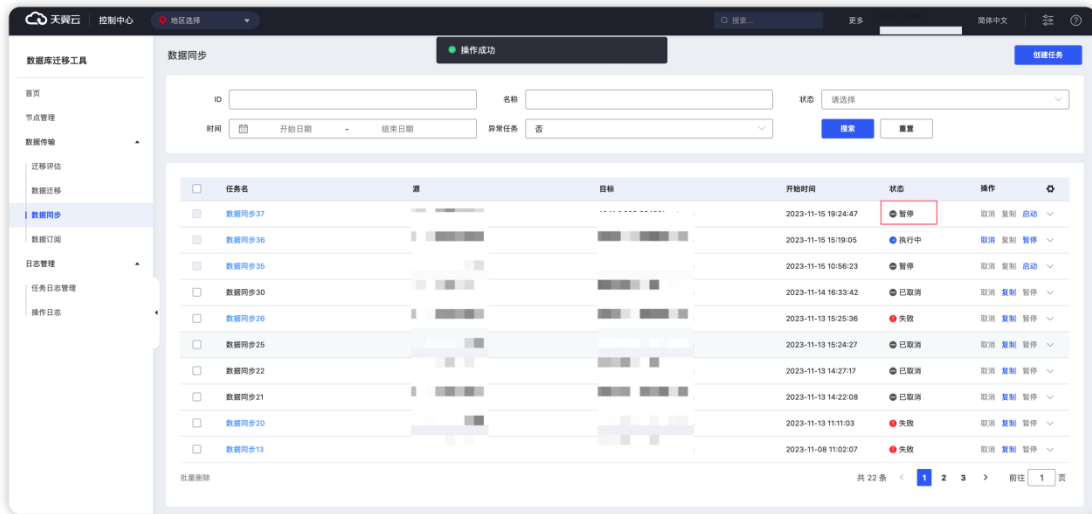 天翼云 控制中心 地区选择 搜索... 更多 简体中文
操作成功
数据库迁移工具
首页
节点管理
数据传输
迁移评估
数据迁移
数据同步
数据订阅
日志管理
任务日志管理
操作日志
数据同步 创建任务
ID 名称 状态 请选择
时间 开始日期 - 结束日期 异常任务 否 搜索 重置
任务名 源 目标 开始时间 状态 操作
数据同步37 2023-11-15 19:24:47 暂停 取消 复制 启动
数据同步36 2023-11-15 15:19:05 执行中 取消 复制 暂停
数据同步35 2023-11-15 10:56:23 暂停 取消 复制 启动
数据同步30 2023-11-14 16:33:42 已取消 取消 复制 暂停
数据同步26 2023-11-13 15:25:36 失败 取消 复制 暂停
数据同步25 2023-11-13 15:24:27 已取消 取消 复制 暂停
数据同步22 2023-11-13 14:27:17 已取消 取消 复制 暂停
数据同步21 2023-11-13 14:22:08 已取消 取消 复制 暂停
数据同步20 2023-11-13 11:11:03 失败 取消 复制 暂停
数据同步13 2023-11-08 11:02:07 失败 取消 复制 暂停
批量删除 共 22 条 1 2 3 前往 1 页